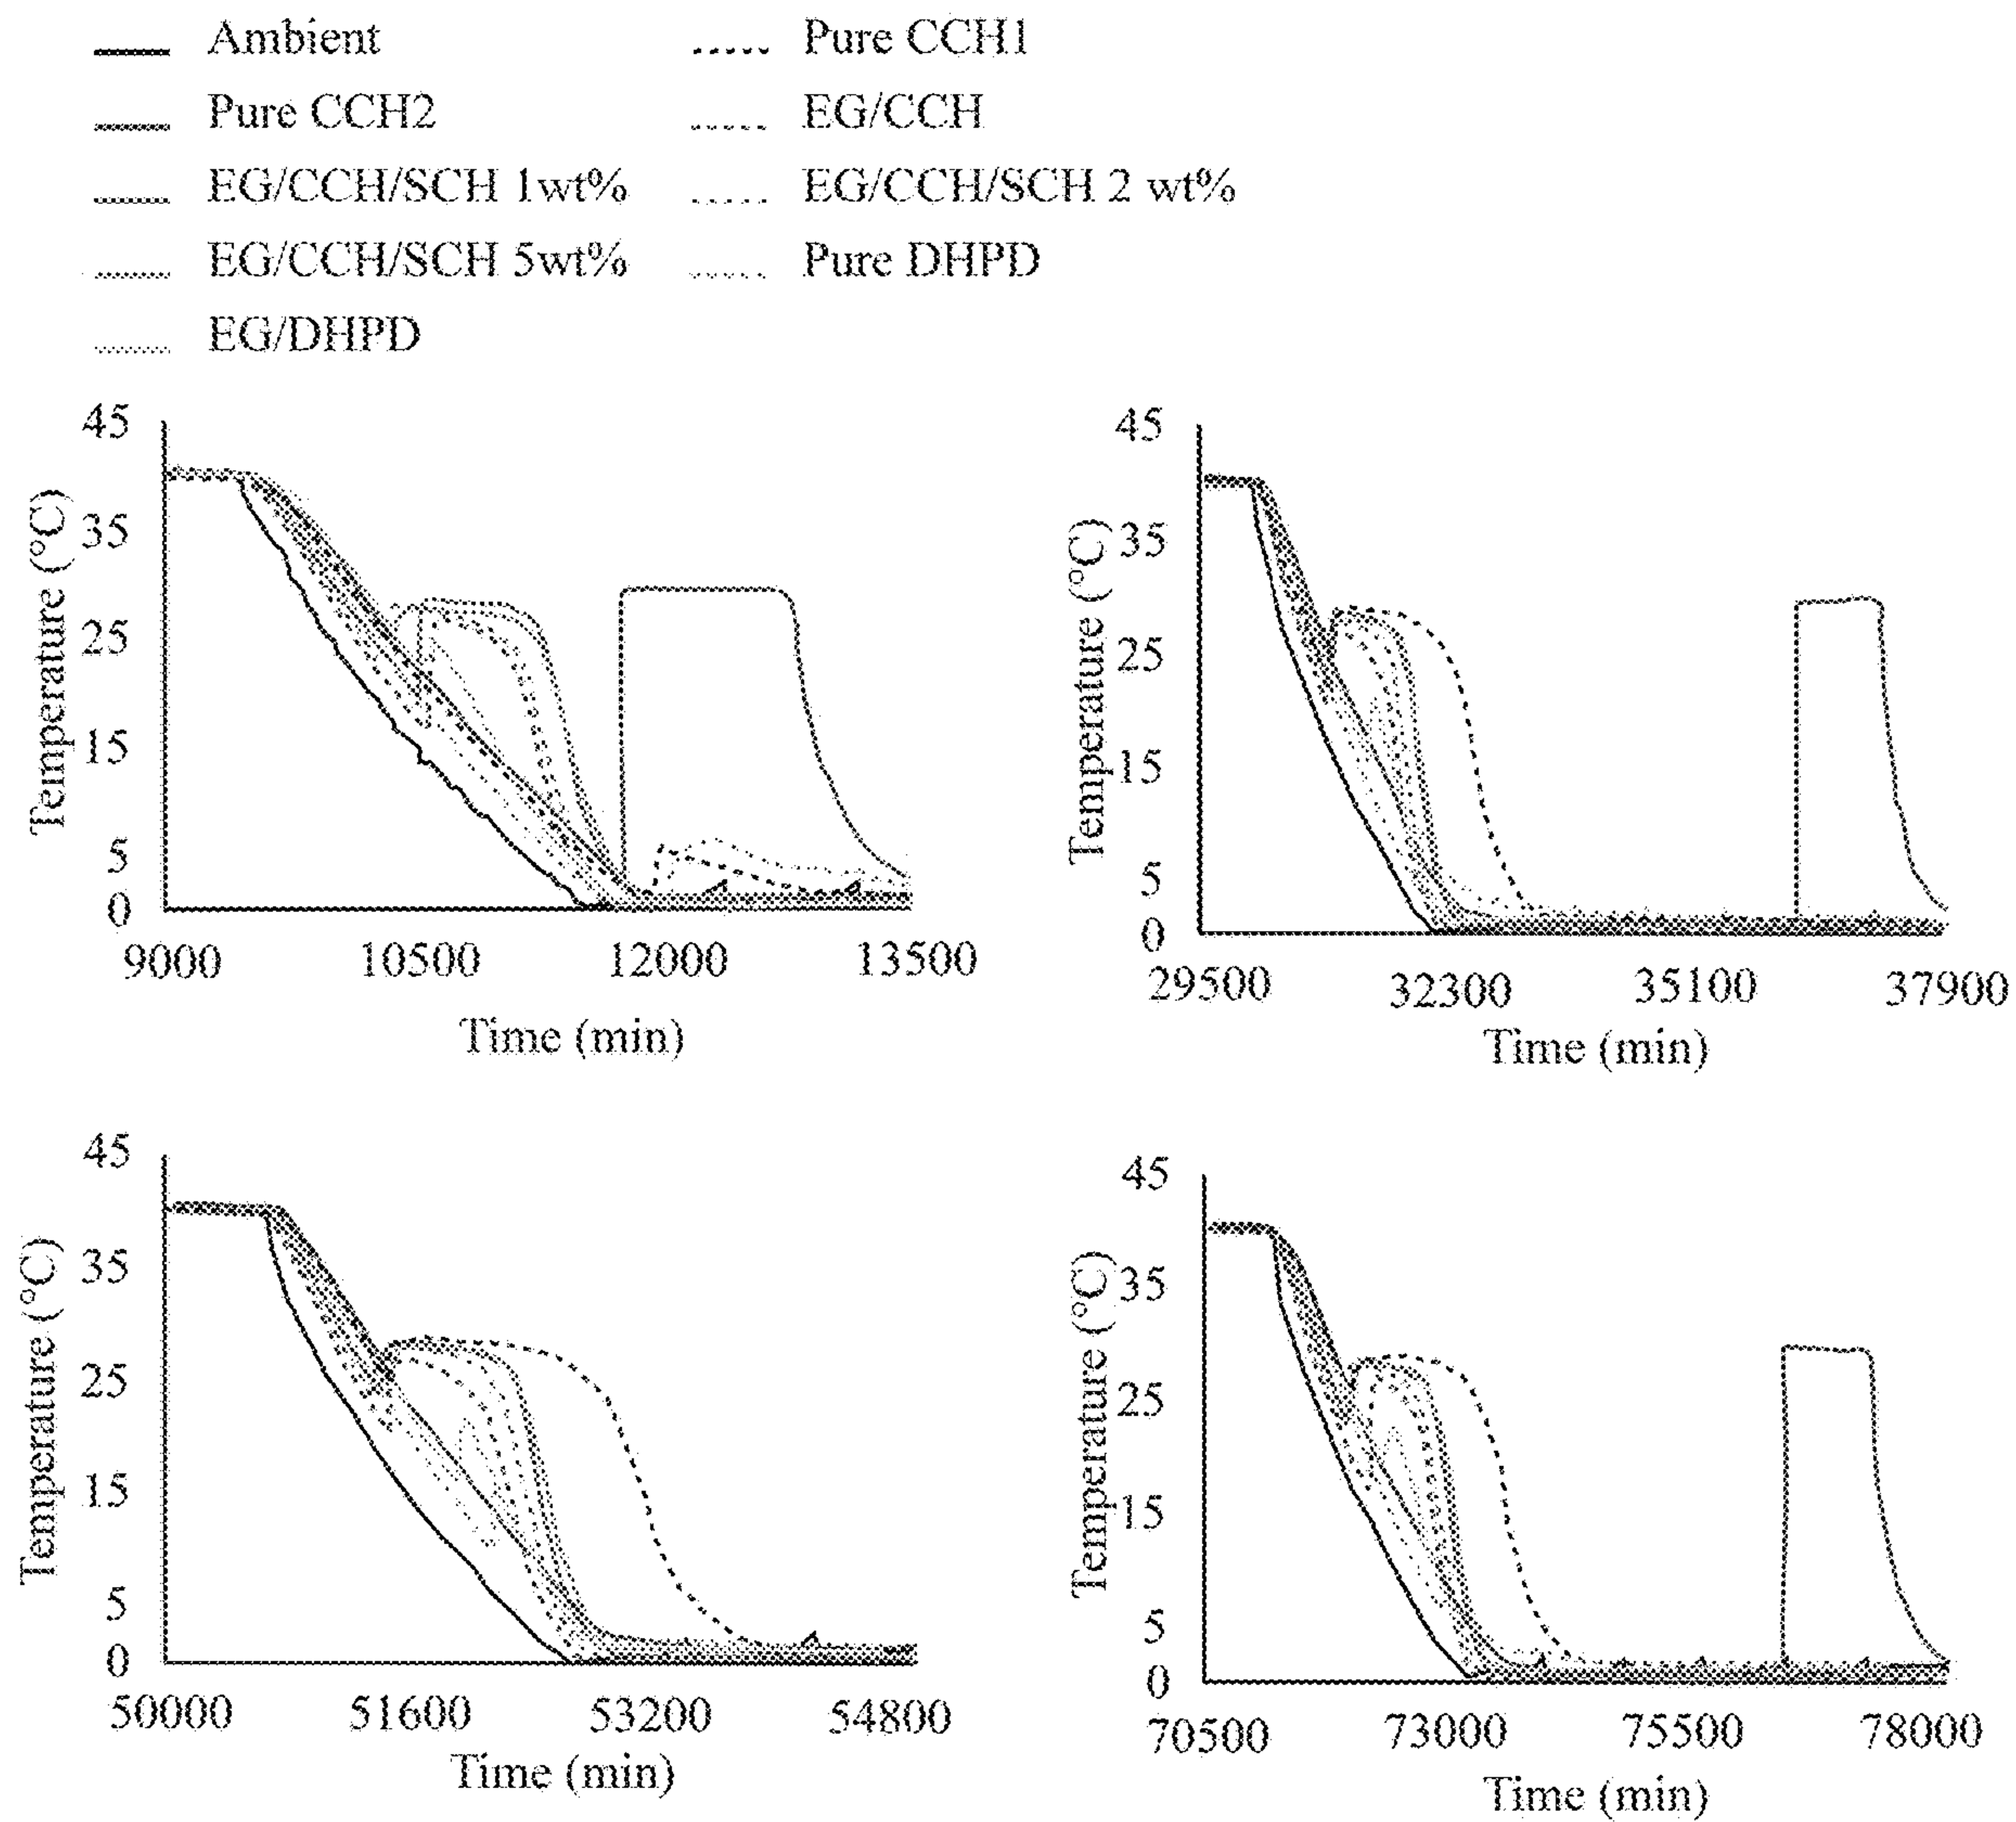 Ambient
Pure CCH1
Pure CCH2
EG/CCH
EG/CCH/SCH 1wt%
EG/CCH/SCH 2 wt%
EG/CCH/SCH 5wt%
Pure DHPD
EG/DHPD
45
35
25
15
5
0
Temperature (°C)
9000 10500 12000 13500
Time (min)
45
35
25
15
5
0
Temperature (°C)
29500 32300 35100 37900
Time (min)
45
35
25
15
5
0
Temperature (°C)
50000 51600 53200 54800
Time (min)
45
35
25
15
5
0
Temperature (°C)
70500 73000 75500 78000
Time (min)